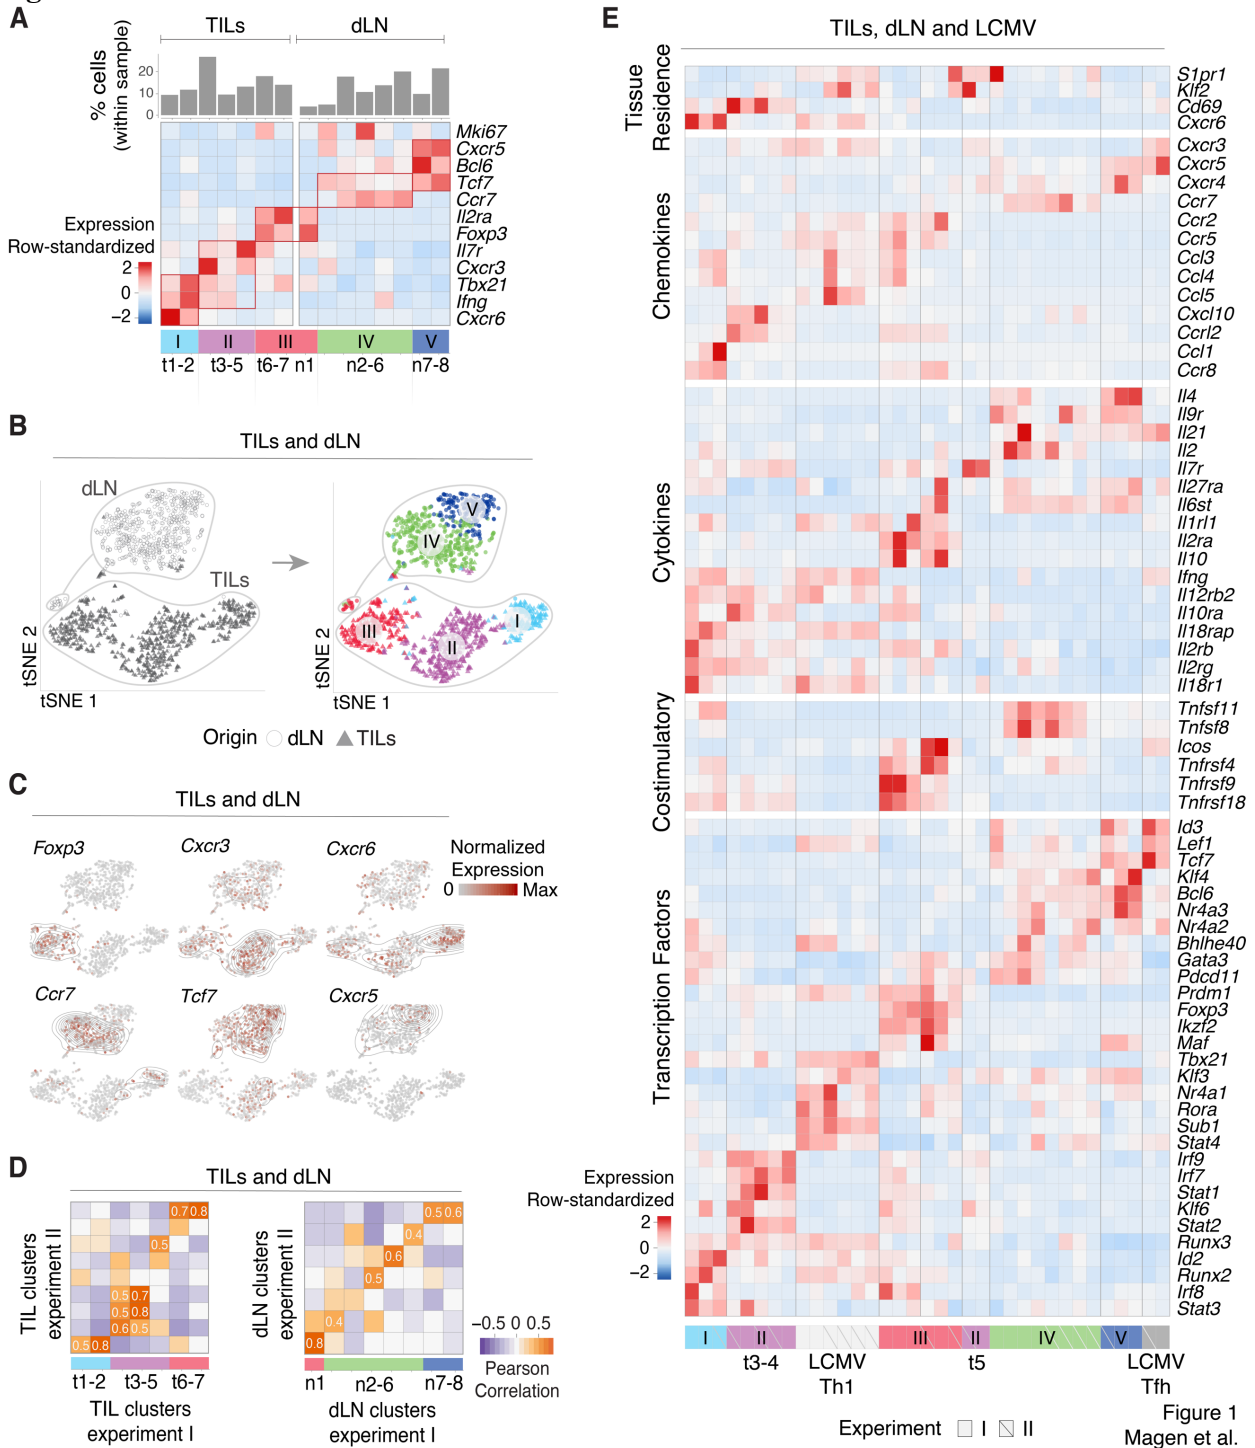 A
TILs
dLN
% cells
(within sample)
20
10
0
Mki67
Cxcr5
Bcl6
Tcf7
Ccr7
Il2ra
Foxp3
Il7r
Cxcr3
Tbx21
Ifng
Cxcr6
Expression
Row-standardized
2
0
−2
I
II
III
IV
V
t1-2
t3-5
t6-7
n1
n2-6
n7-8
B
TILs and dLN
dLN
TILs
tSNE 2
tSNE 1
V
IV
III
II
I
tSNE 2
tSNE 1
Origin
dLN
TILs
C
TILs and dLN
Foxp3
Cxcr3
Cxcr6
Normalized
Expression
0
Max
Ccr7
Tcf7
Cxcr5
D
TILs and dLN
TIL clusters
experiment II
0.7 0.8
0.5
0.5 0.7
0.5 0.8
0.6 0.5
0.5 0.8
t1-2
t3-5
t6-7
TIL clusters
experiment I
dLN clusters
experiment II
0.5 0.6
0.4
0.6
0.5
0.4
0.8
n1
n2-6
n7-8
dLN clusters
experiment I
−0.5 0 0.5
Pearson
Correlation
E
TILs, dLN and LCMV
Tissue
Residence
S1pr1
Klf2
Cd69
Cxcr6
Chemokines
Cxcr3
Cxcr5
Cxcr4
Ccr7
Ccr2
Ccr5
Ccl3
Ccl4
Ccl5
Cxcl10
Ccrl2
Ccl1
Ccr8
Cytokines
Il4
Il9r
Il21
Il2
Il7r
Il27ra
Il6st
Il1rl1
Il2ra
Il10
Ifng
Il12rb2
Il10ra
Il18rap
Il2rb
Il2rg
Il18r1
Costimulatory
Tnfsf11
Tnfsf8
Icos
Tnfrsf4
Tnfrsf9
Tnfrsf18
Transcription Factors
Id3
Lef1
Tcf7
Klf4
Bcl6
Nr4a3
Nr4a2
Bhlhe40
Gata3
Pdcd11
Prdm1
Foxp3
Ikzf2
Maf
Tbx21
Klf3
Nr4a1
Rora
Sub1
Stat4
Irf9
Irf7
Stat1
Klf6
Stat2
Runx3
Id2
Runx2
Irf8
Stat3
Expression
Row-standardized
2
0
−2
I
II
III
II
IV
V
t3-4
LCMV
Th1
t5
LCMV
Tfh
Experiment
I
II
Figure 1
Magen et al.